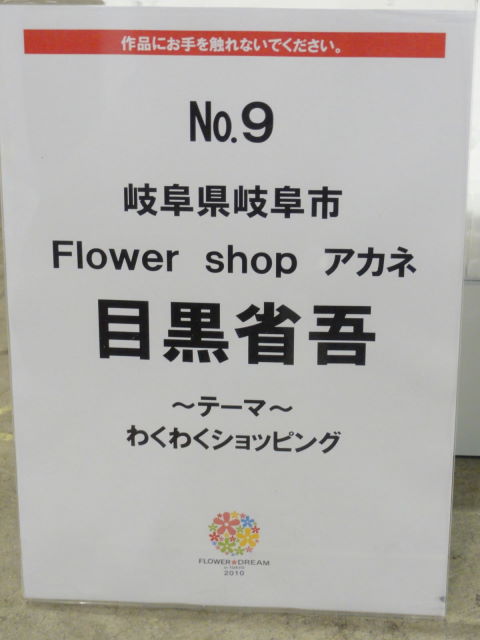 作品にお手を触れないでください。
No.9
岐阜県岐阜市
Flower shop アカネ
目黒省吾
～テーマ～
わくわくショッピング
FLOWER★DREAM
in TOKYO
2010